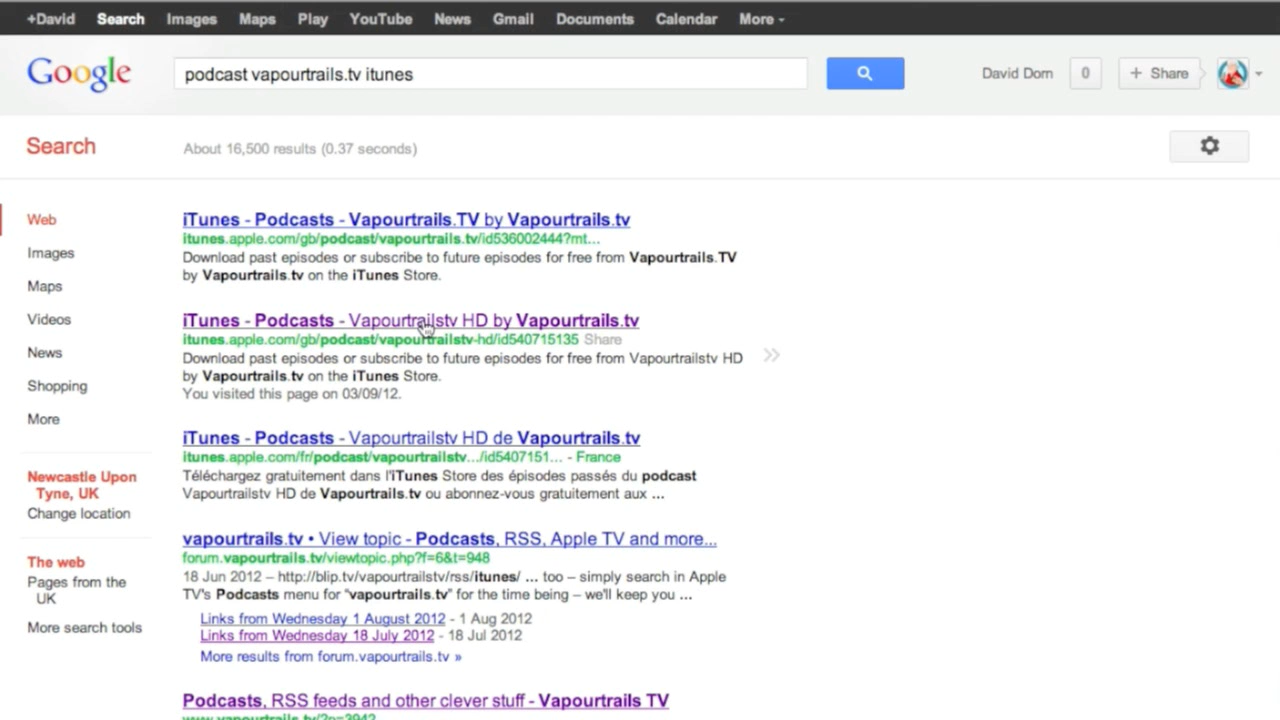 +David Search Images Maps Play YouTube News Gmail Documents Calendar More
Google
podcast vapourtrails.tv itunes
David Dorn 0 + Share
Search
About 16,500 results (0.37 seconds)
Web
Images
Maps
Videos
News
Shopping
More
Newcastle Upon
Tyne, UK
Change location
The web
Pages from the
UK
More search tools
iTunes - Podcasts - Vapourtrails.TV by Vapourtrails.tv
itunes.apple.com/gb/podcast/vapourtrails.tv/id536002444?mt...
Download past episodes or subscribe to future episodes for free from Vapourtrails.TV
by Vapourtrails.tv on the iTunes Store.
iTunes - Podcasts - Vapourtrailstv HD by Vapourtrails.tv
itunes.apple.com/gb/podcast/vapourtrailstv-hd/id540715135 Share
Download past episodes or subscribe to future episodes for free from Vapourtrailstv HD
by Vapourtrails.tv on the iTunes Store.
You visited this page on 03/09/12.
iTunes - Podcasts - Vapourtrailstv HD de Vapourtrails.tv
itunes.apple.com/fr/podcast/vapourtrailstv.../id5407151... - France
Téléchargez gratuitement dans l'iTunes Store des épisodes passés du podcast
Vapourtrailstv HD de Vapourtrails.tv ou abonnez-vous gratuitement aux ...
vapourtrails.tv • View topic - Podcasts, RSS, Apple TV and more...
forum.vapourtrails.tv/viewtopic.php?f=6&t=948
18 Jun 2012 – http://blip.tv/vapourtrailstv/rss/itunes/ ... too – simply search in Apple
TV's Podcasts menu for "vapourtrails.tv" for the time being – we'll keep you ...
Links from Wednesday 1 August 2012 - 1 Aug 2012
Links from Wednesday 18 July 2012 - 18 Jul 2012
More results from forum.vapourtrails.tv »
Podcasts, RSS feeds and other clever stuff - Vapourtrails TV
www.vapourtrails.tv/?p=3942